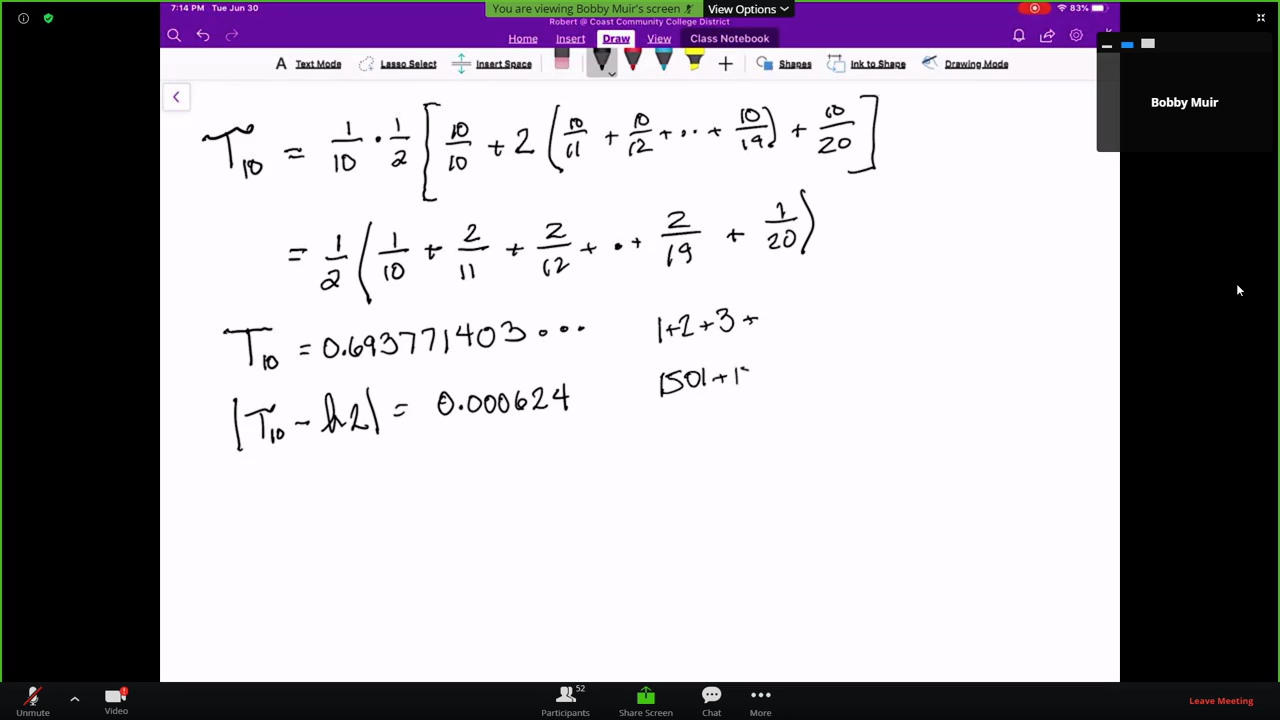 7:14 PM Tue Jun 30
You are viewing Bobby Muir's screen
View Options
83%
Robert @ Coast Community College District
Home Insert Draw View Class Notebook
Text Mode Lasso Select Insert Space Shapes Ink to Shape Drawing Mode
Bobby Muir
T₁₀ = 1/10 · 1/2 [10/10 + 2(10/11 + 10/12 + ·· + 10/19) + 10/20]
= 1/2 (1/10 + 2/11 + 2/12 + · + 2/19 + 1/20)
T₁₀ = 0.693771403...
1+2+3+
|T₁₀ - ln2| = 0.000624
1501+1
Unmute
Video
52
Participants
Share Screen
Chat
More
Leave Meeting